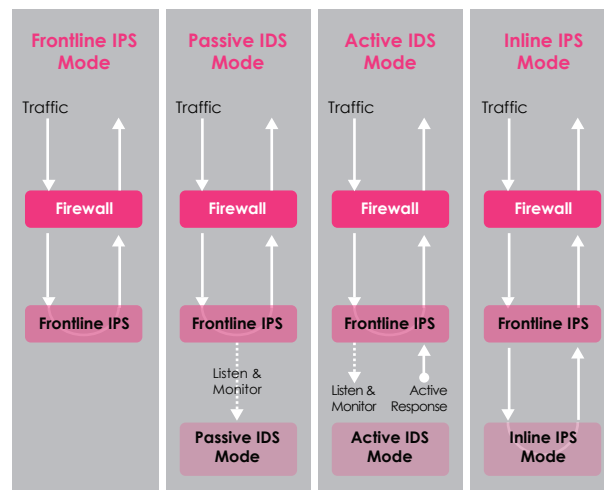 Frontline IPS
Mode
Traffic
Firewall
Frontline IPS
Passive IDS
Mode
Traffic
Firewall
Frontline IPS
Listen &
Monitor
Passive IDS
Mode
Active IDS
Mode
Traffic
Firewall
Frontline IPS
Listen &
Monitor
Active
Response
Active IDS
Mode
Inline IPS
Mode
Traffic
Firewall
Frontline IPS
Inline IPS
Mode